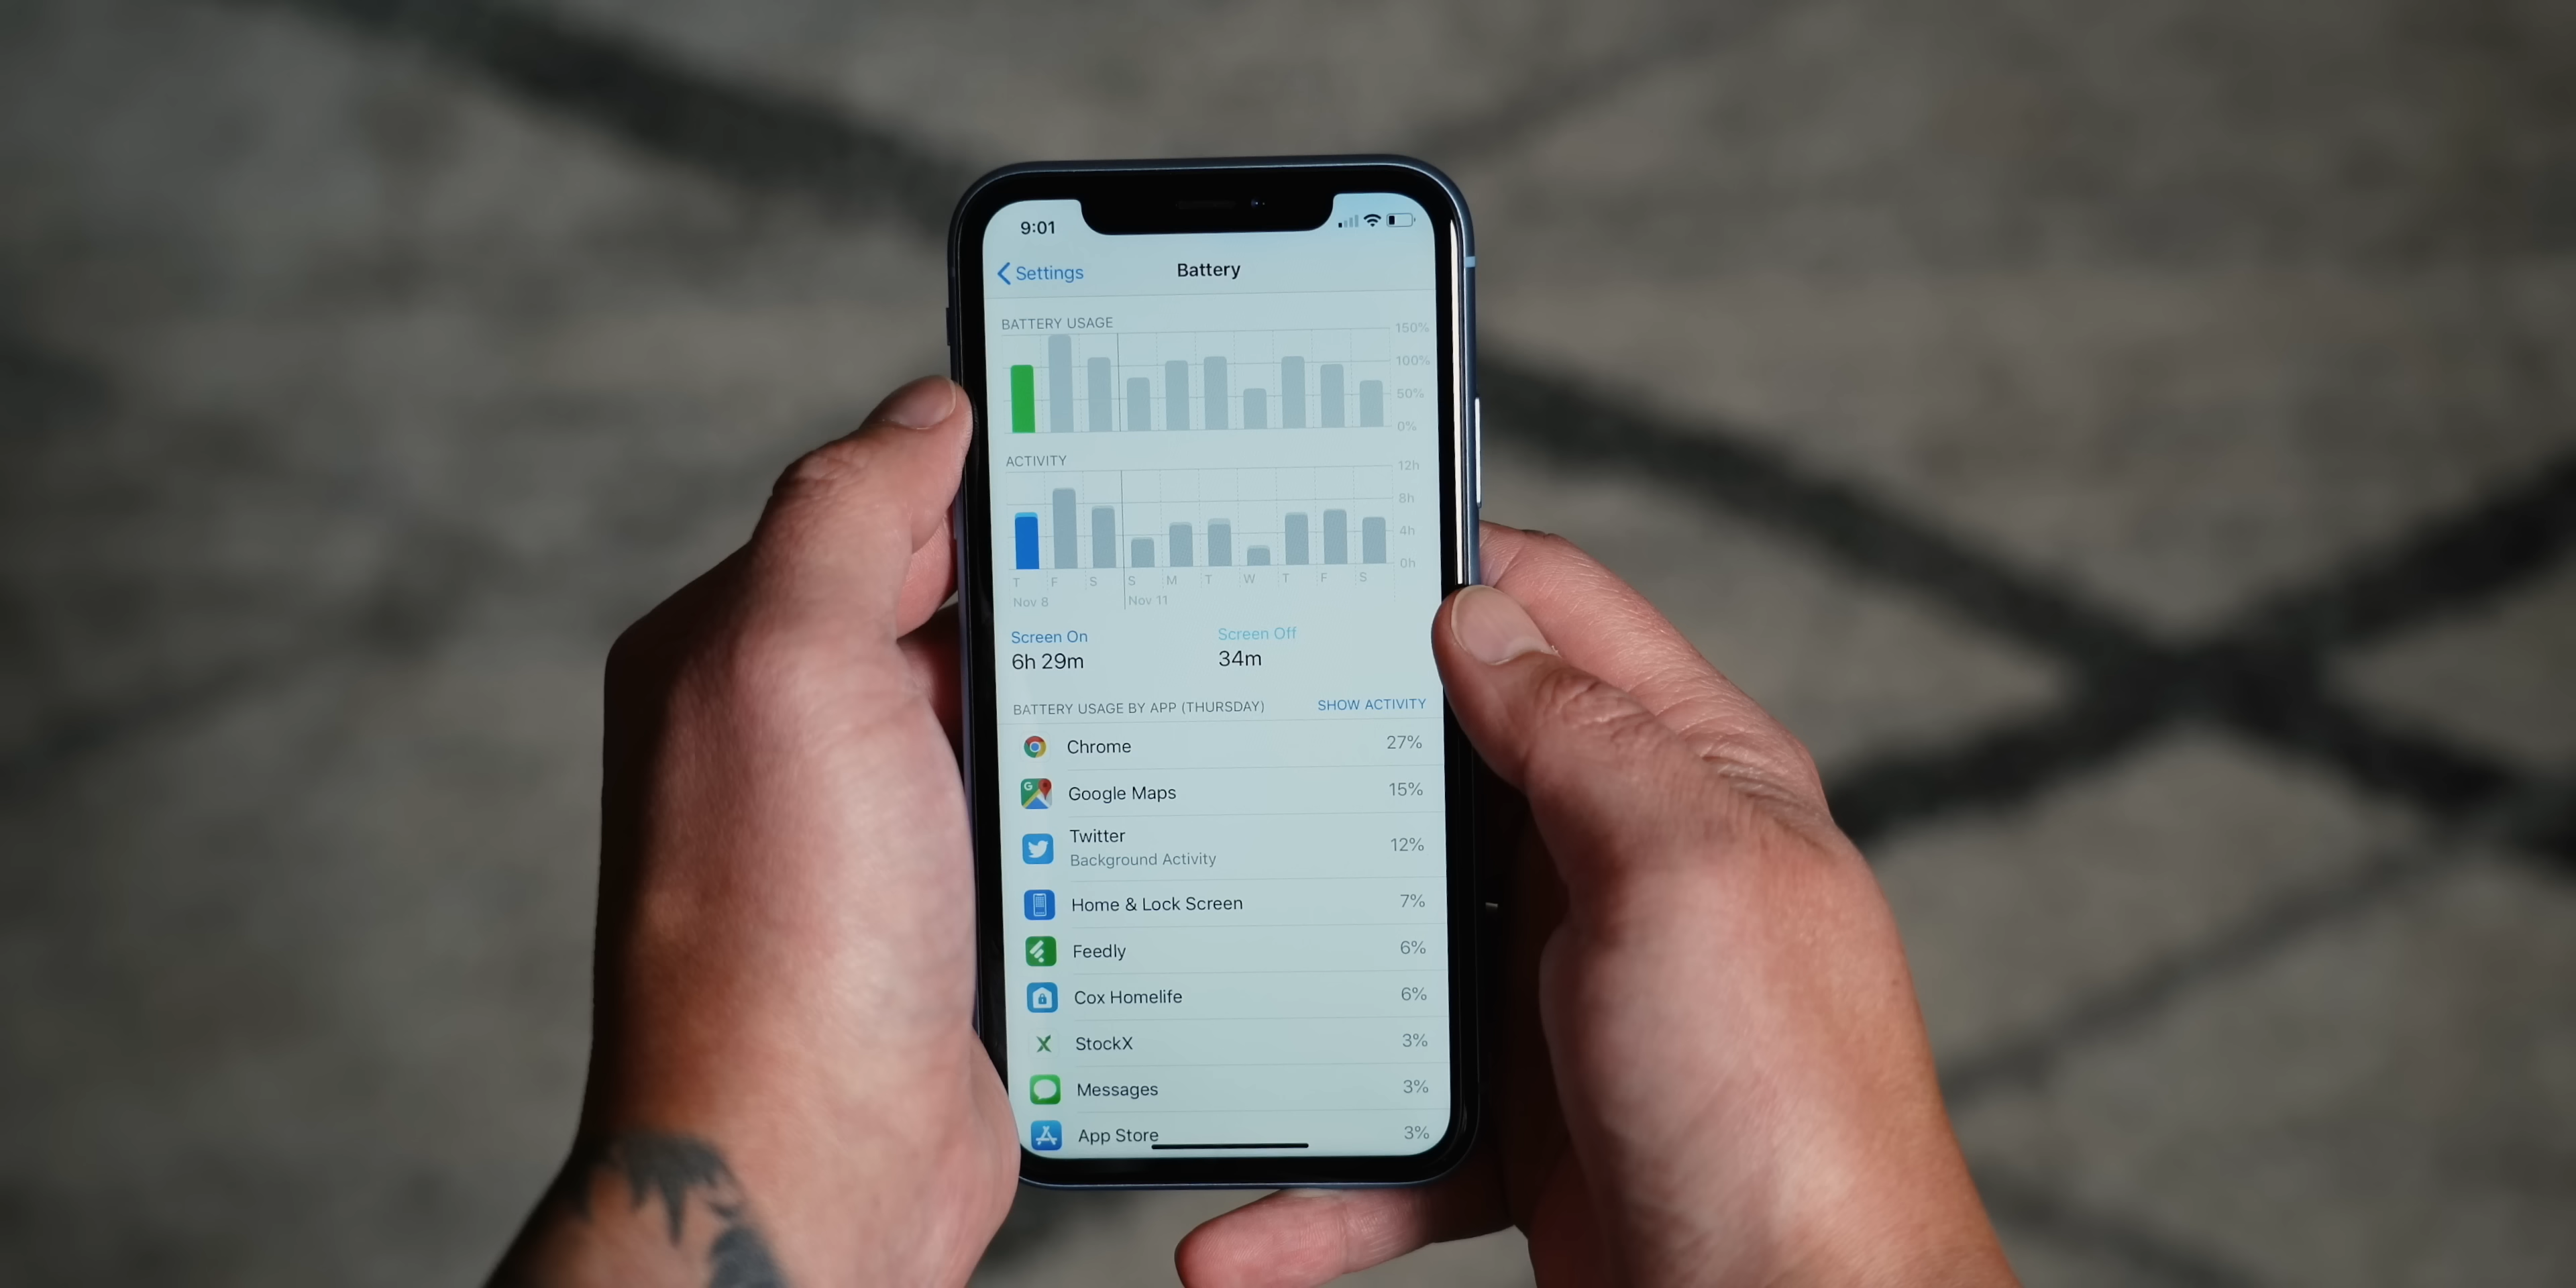 9:01
Settings
Battery
BATTERY USAGE
150%
100%
50%
0%
ACTIVITY
12h
8h
4h
0h
T F S S M T W T F S
Nov 8 Nov 11
Screen On Screen Off
6h 29m 34m
BATTERY USAGE BY APP (THURSDAY) SHOW ACTIVITY
Chrome 27%
Google Maps 15%
Twitter
Background Activity 12%
Home & Lock Screen 7%
Feedly 6%
Cox Homelife 6%
StockX 3%
Messages 3%
App Store 3%